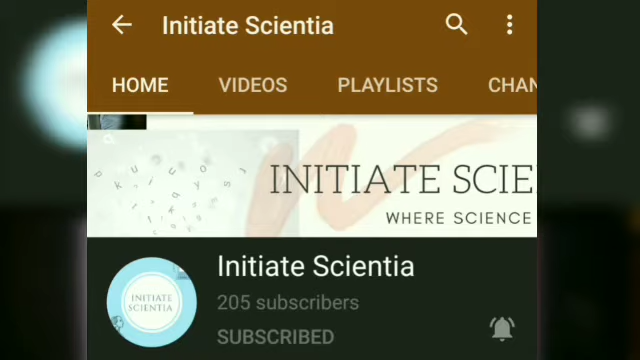 Initiate Scientia
HOME VIDEOS PLAYLISTS CHAN
INITIATE SCIE
WHERE SCIENCE
Initiate Scientia
INITIATE
SCIENTIA
205 subscribers
SUBSCRIBED